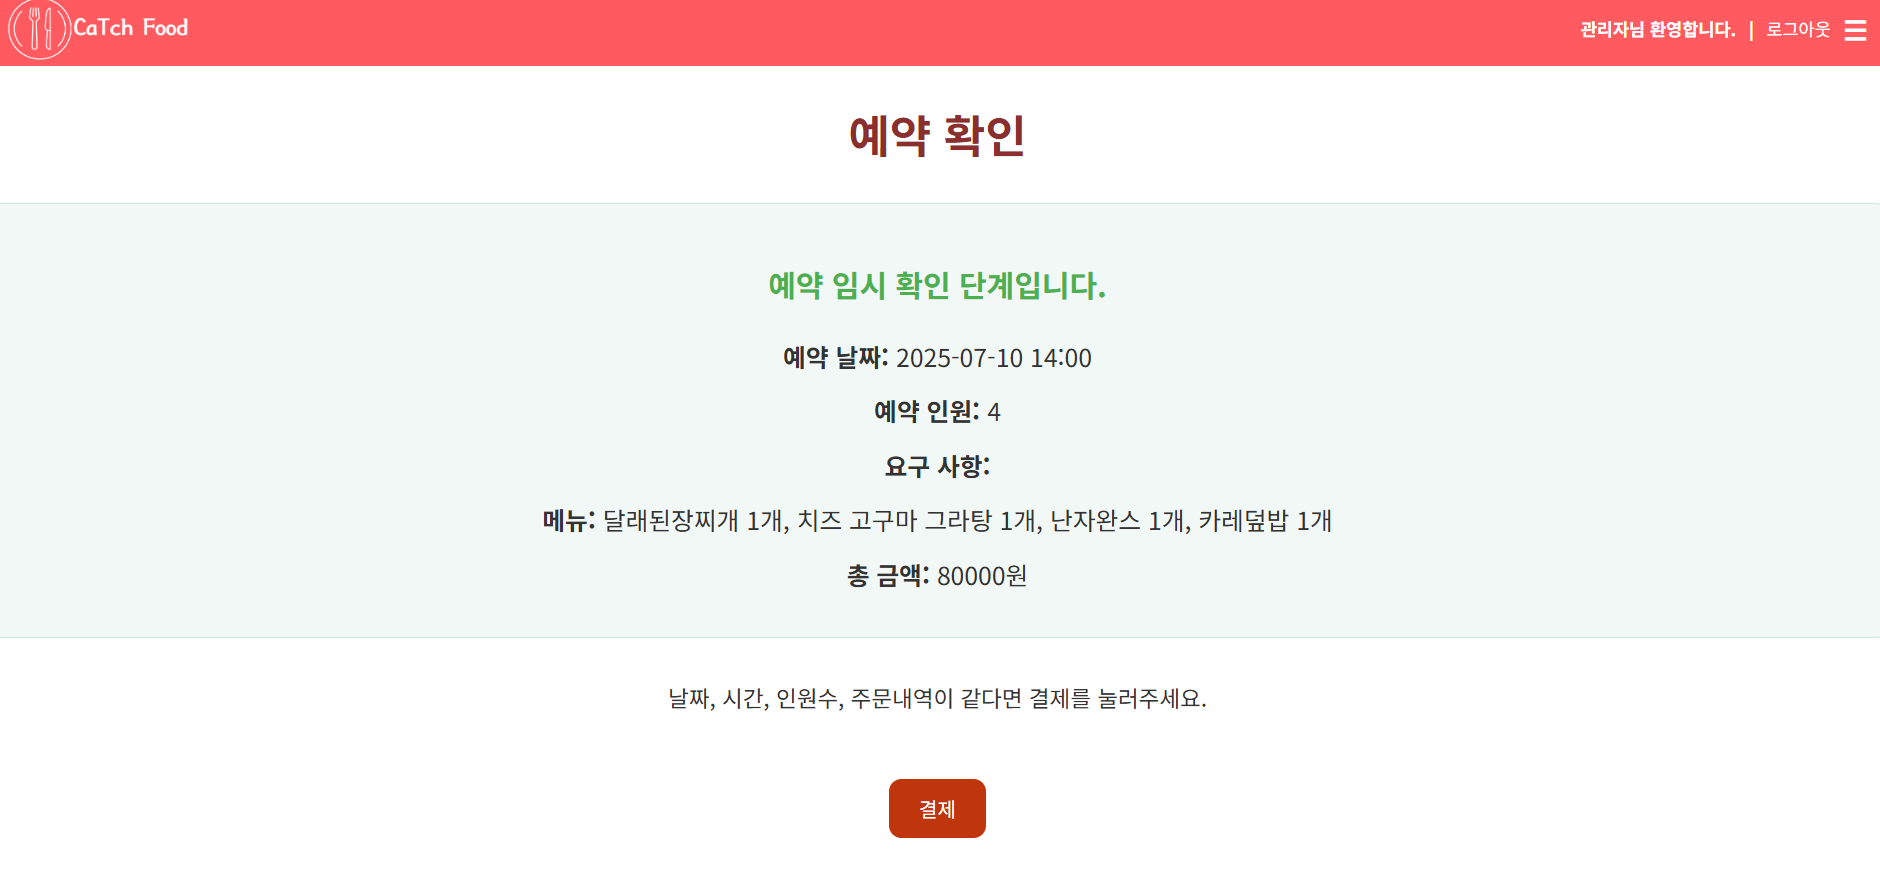 CaTch Food
관리자님 환영합니다. | 로그아웃
예약 확인
예약 임시 확인 단계입니다.
예약 날짜: 2025-07-10 14:00
예약 인원: 4
요구 사항:
메뉴: 달래된장찌개 1개, 치즈 고구마 그라탕 1개, 난자완스 1개, 카레덮밥 1개
총 금액: 80000원
날짜, 시간, 인원수, 주문내역이 같다면 결제를 눌러주세요.
결제